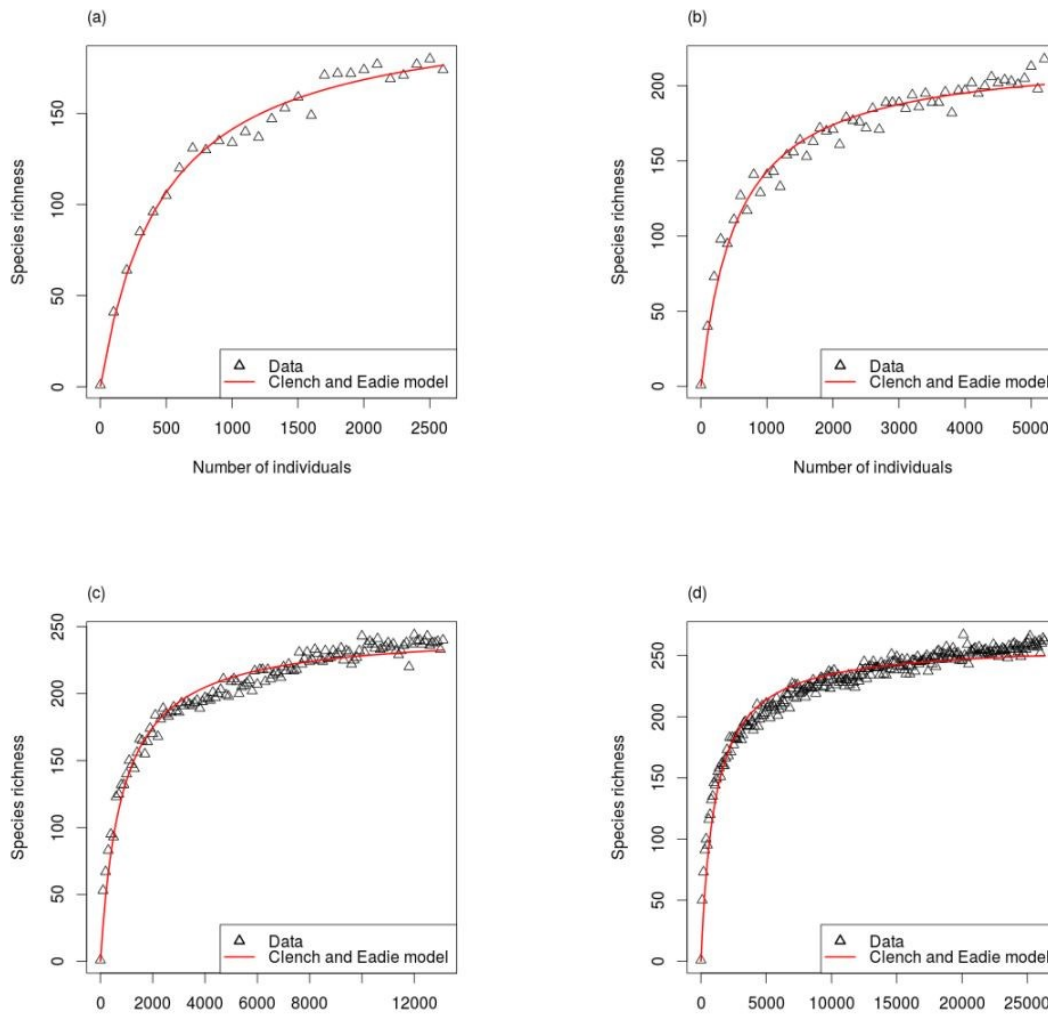 (a)
Species richness
0 50 100 150
0 500 1000 1500 2000 2500
Number of individuals
Data
Clench and Eadie model
(b)
Species richness
0 50 100 150 200
0 1000 2000 3000 4000 5000
Number of individuals
Data
Clench and Eadie model
(c)
Species richness
0 50 100 150 200 250
0 2000 4000 6000 8000 12000
Data
Clench and Eadie model
(d)
Species richness
0 50 100 150 200 250
0 5000 10000 15000 20000 25000
Data
Clench and Eadie model